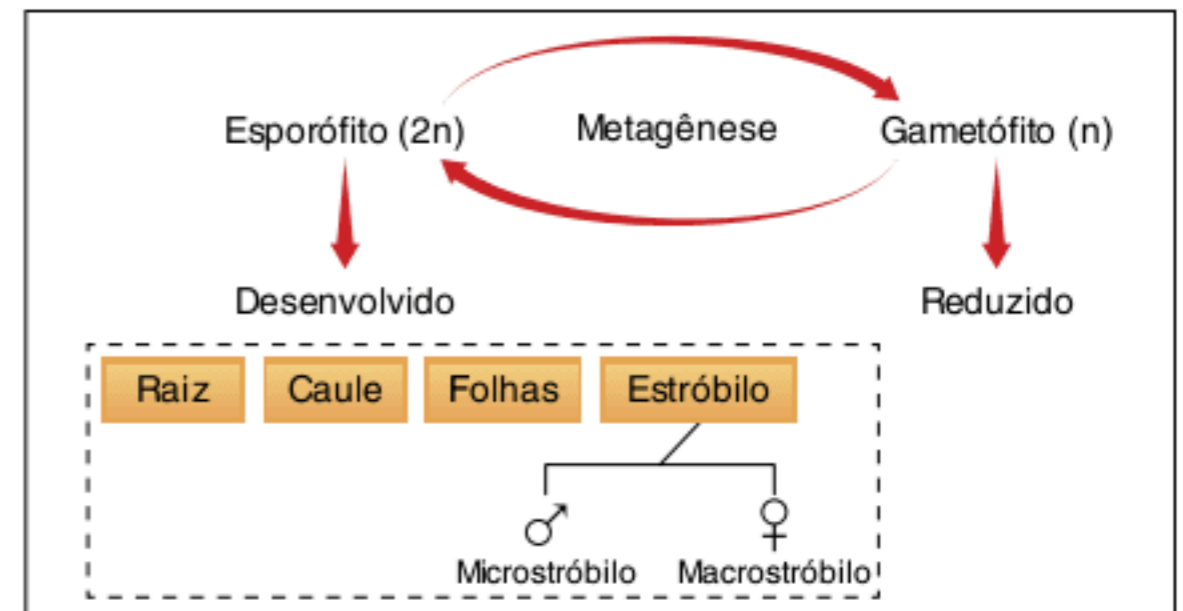 Esporófito (2n) Metagênese Gametófito (n)
Desenvolvido Reduzido
Raiz Caule Folhas Estróbilo
Microstróbilo Macrostróbilo